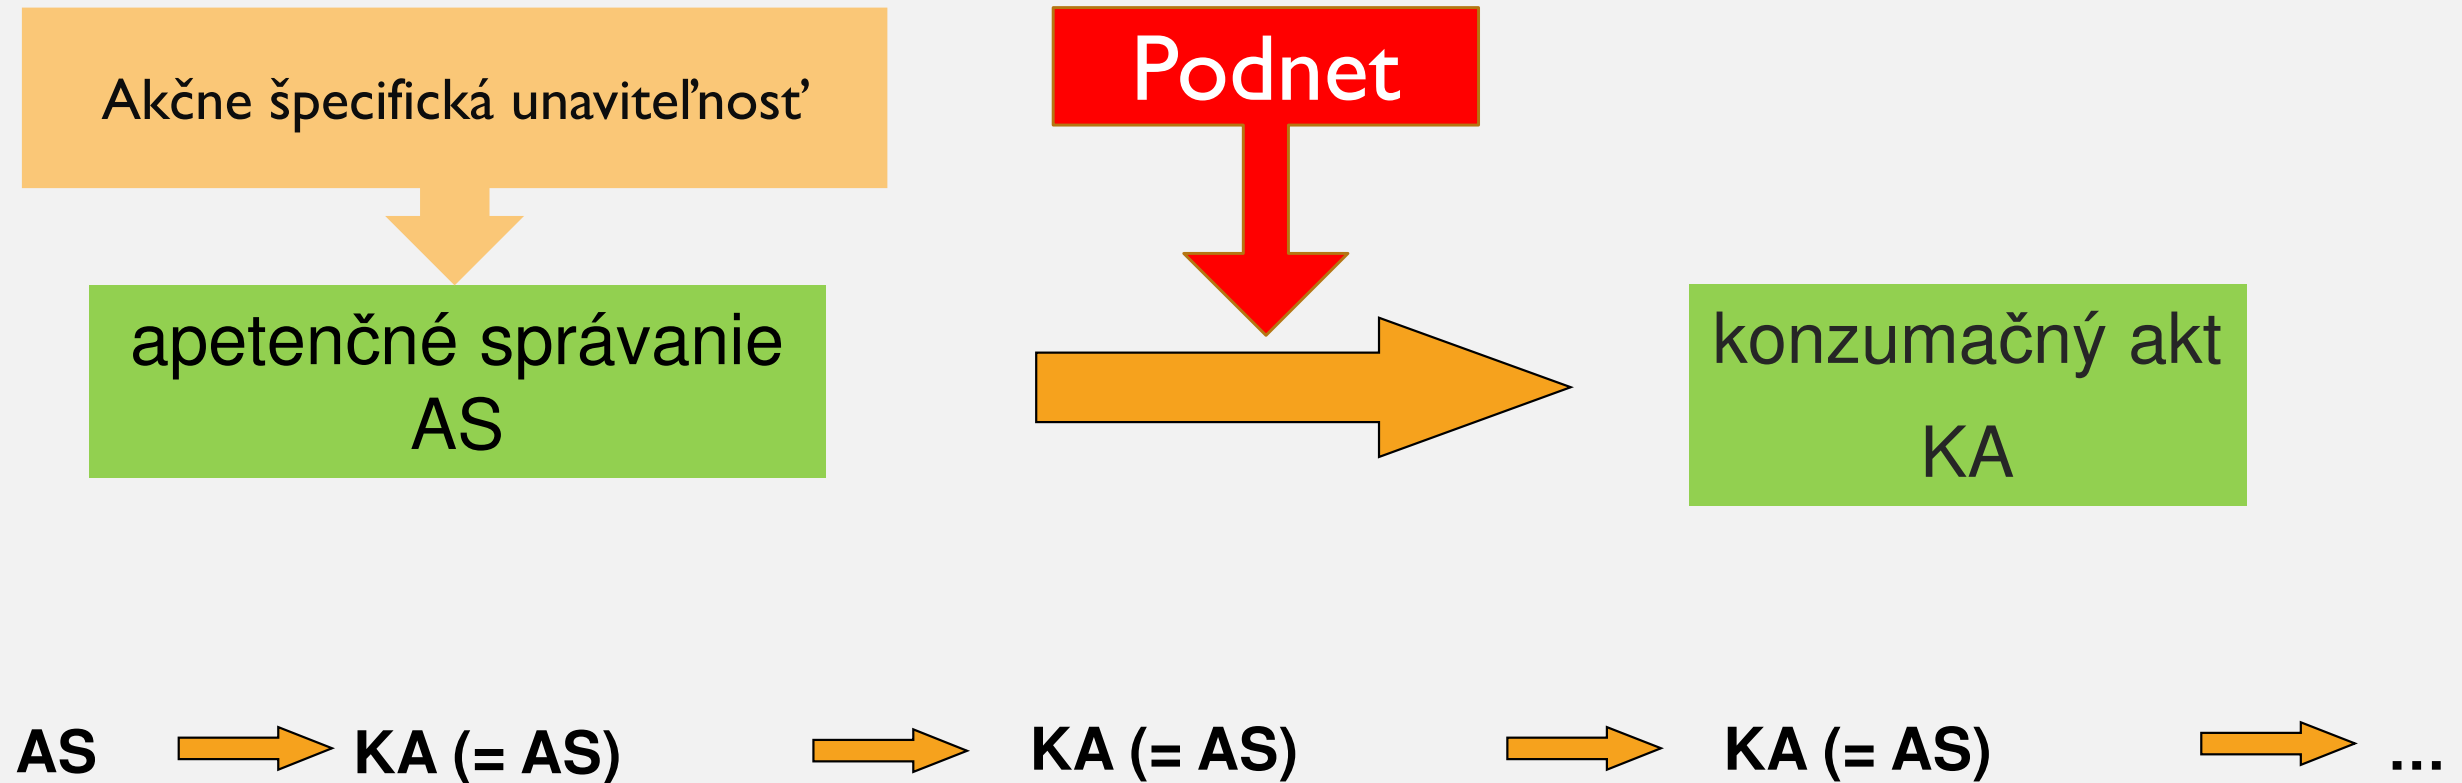 Akčne špecifická unaviteľnosť
Podnet
apetenčné správanie
AS
konzumačný akt
KA
AS KA (= AS) KA (= AS) KA (= AS) ...